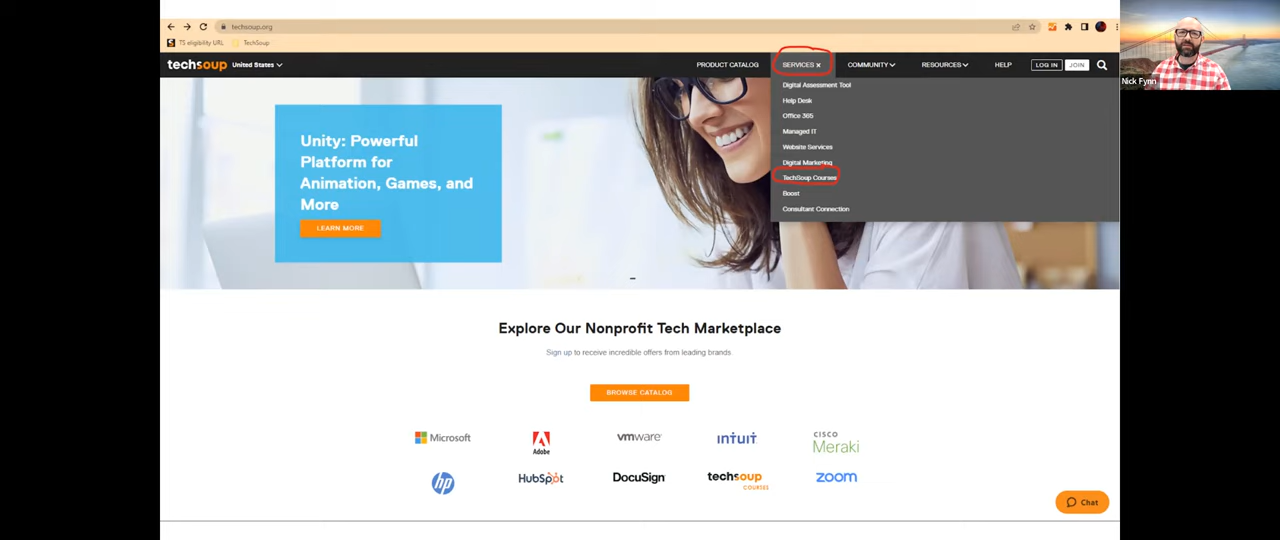 techsoup.org
TS eligibility URL TechSoup
techsoup United States PRODUCT CATALOG SERVICES COMMUNITY RESOURCES HELP LOG IN JOIN
Nick Fynn
Digital Assessment Tool
Help Desk
Office 365
Managed IT
Website Services
Digital Marketing
TechSoup Courses
Boost
Consultant Connection
Unity: Powerful
Platform for
Animation, Games, and
More
LEARN MORE
Explore Our Nonprofit Tech Marketplace
Sign up to receive incredible offers from leading brands
BROWSE CATALOG
Microsoft Adobe vmware INTUIT CISCO Meraki
hp HubSpot DocuSign techsoup COURSES zoom
Chat